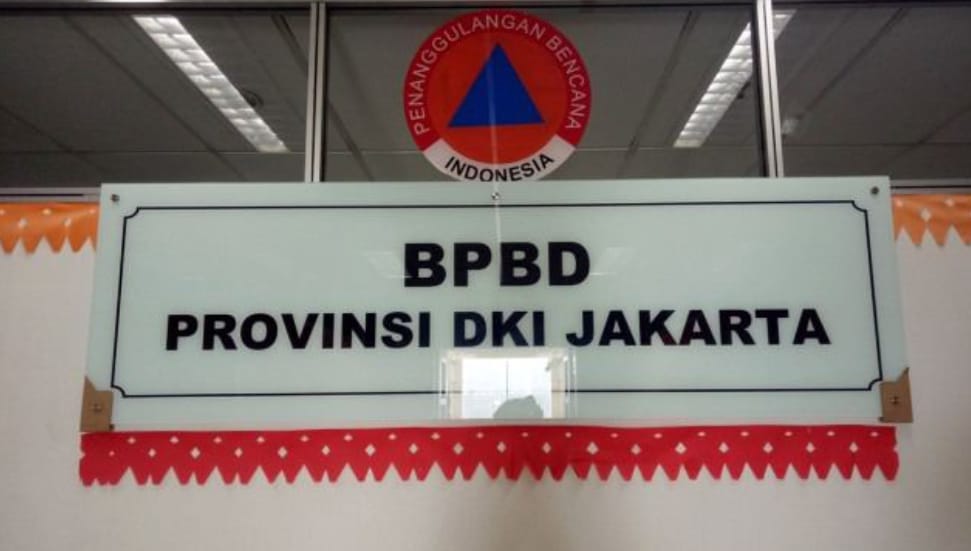 PENANGGULANGAN BENCANA
INDONESIA
BPBD
PROVINSI DKI JAKARTA